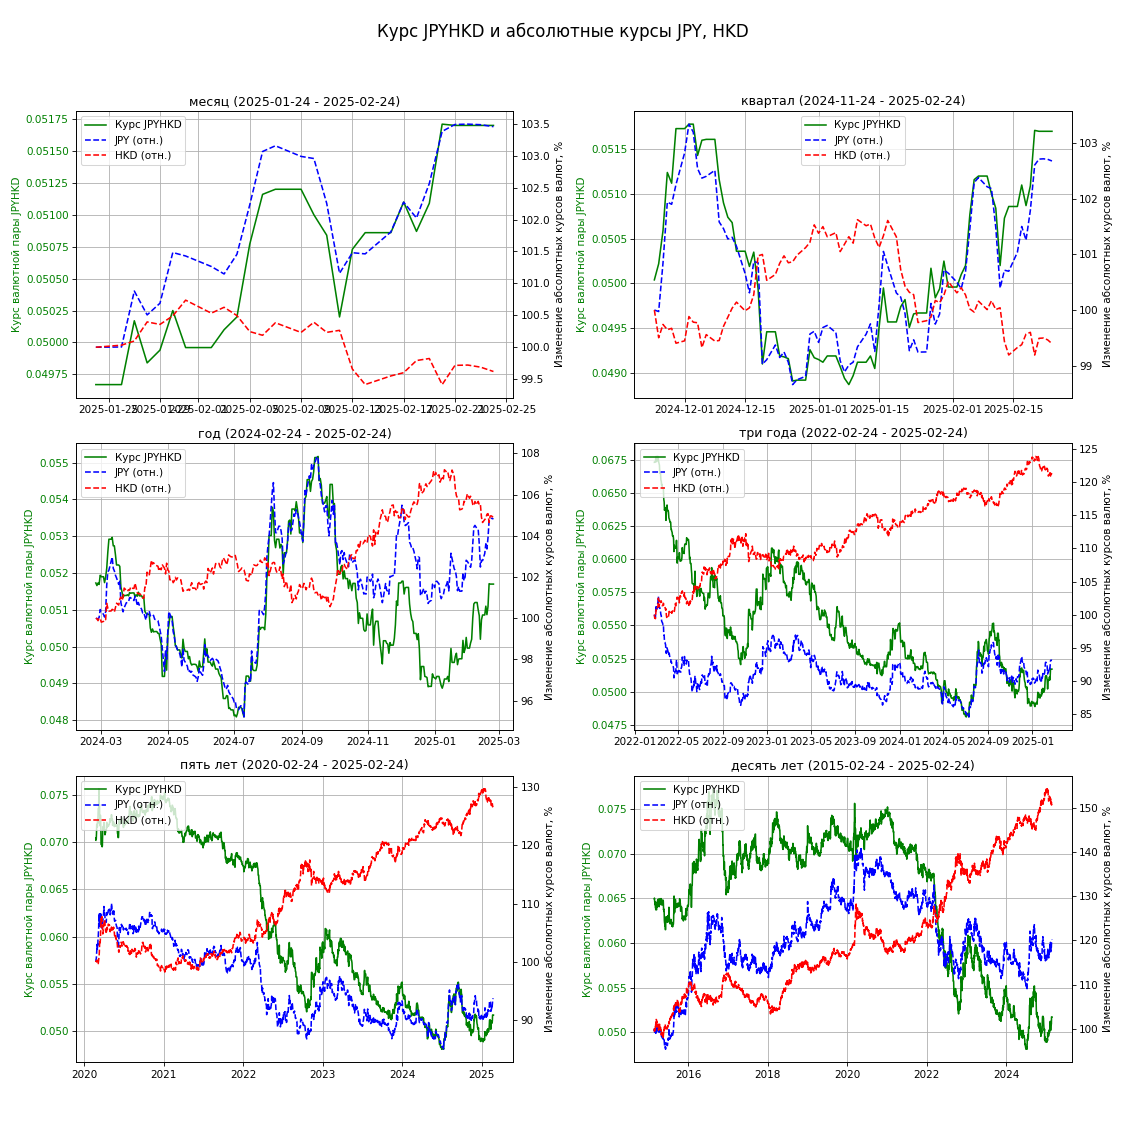 Курс JPYHKD и абсолютные курсы JPY, HKD
месяц (2025-01-24 - 2025-02-24)
Курс JPYHKD
JPY (отн.)
HKD (отн.)
Курс валютной пары JPYHKD
0.05175
0.05150
0.05125
0.05100
0.05075
0.05050
0.05025
0.05000
0.04975
103.5
103.0
102.5
102.0
101.5
101.0
100.5
100.0
99.5
Изменение абсолютных курсов валют, %
2025-01-25 2025-01-29 2025-02-01 2025-02-05 2025-02-09 2025-02-13 2025-02-17 2025-02-21 2025-02-25
квартал (2024-11-24 - 2025-02-24)
Курс JPYHKD
JPY (отн.)
HKD (отн.)
Курс валютной пары JPYHKD
0.0515
0.0510
0.0505
0.0500
0.0495
0.0490
103
102
101
100
99
Изменение абсолютных курсов валют, %
2024-12-01 2024-12-15 2025-01-01 2025-01-15 2025-02-01 2025-02-15
год (2024-02-24 - 2025-02-24)
Курс JPYHKD
JPY (отн.)
HKD (отн.)
Курс валютной пары JPYHKD
0.055
0.054
0.053
0.052
0.051
0.050
0.049
0.048
108
106
104
102
100
98
96
Изменение абсолютных курсов валют, %
2024-03 2024-05 2024-07 2024-09 2024-11 2025-01 2025-03
три года (2022-02-24 - 2025-02-24)
Курс JPYHKD
JPY (отн.)
HKD (отн.)
Курс валютной пары JPYHKD
0.0675
0.0650
0.0625
0.0600
0.0575
0.0550
0.0525
0.0500
0.0475
125
120
115
110
105
100
95
90
85
Изменение абсолютных курсов валют, %
2022-01 2022-05 2022-09 2023-01 2023-05 2023-09 2024-01 2024-05 2024-09 2025-01
пять лет (2020-02-24 - 2025-02-24)
Курс JPYHKD
JPY (отн.)
HKD (отн.)
Курс валютной пары JPYHKD
0.075
0.070
0.065
0.060
0.055
0.050
130
120
110
100
90
Изменение абсолютных курсов валют, %
2020 2021 2022 2023 2024 2025
десять лет (2015-02-24 - 2025-02-24)
Курс JPYHKD
JPY (отн.)
HKD (отн.)
Курс валютной пары JPYHKD
0.075
0.070
0.065
0.060
0.055
0.050
150
140
130
120
110
100
Изменение абсолютных курсов валют, %
2016 2018 2020 2022 2024